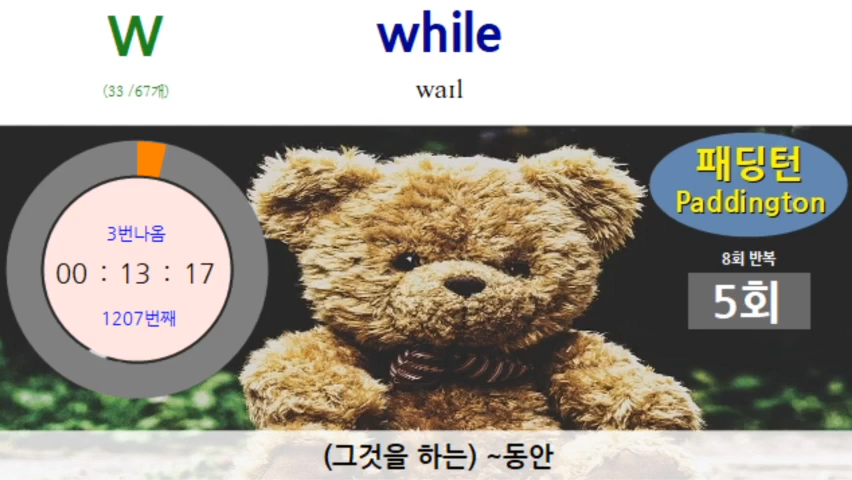 W
while
(33 /67개)
waɪl
패딩턴
Paddington
3번나옴
8회 반복
00 : 13 : 17
5회
1207번째
(그것을 하는) ~동안